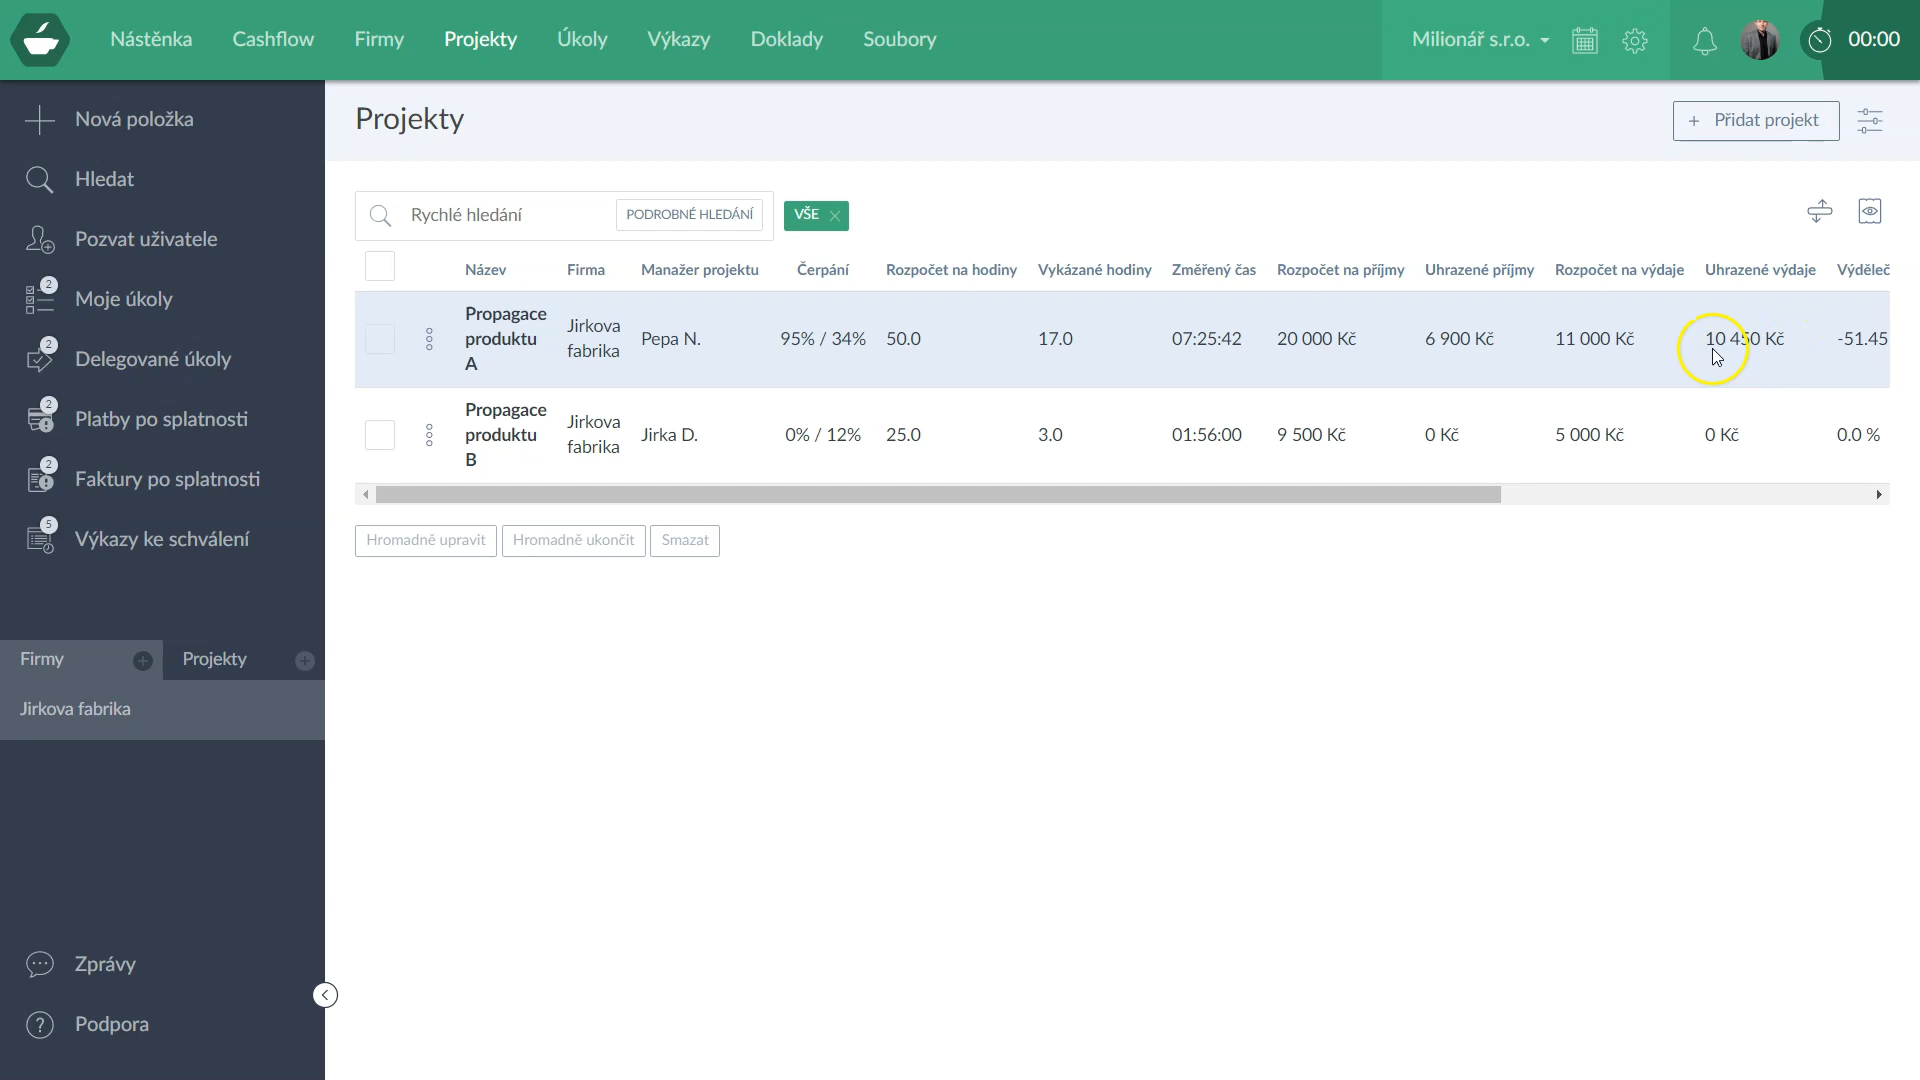 Nástěnka Cashflow Firmy Projekty Úkoly Výkazy Doklady Soubory Milionář s.r.o. 00:00
Nová položka
Hledat
Pozvat uživatele
2
Moje úkoly
2
Delegované úkoly
2
Platby po splatnosti
2
Faktury po splatnosti
5
Výkazy ke schválení
Firmy Projekty
Jirkova fabrika
Zprávy
Podpora
Projekty
+ Přidat projekt
Rychlé hledání PODROBNÉ HLEDÁNÍ VŠE
Název Firma Manažer projektu Čerpání Rozpočet na hodiny Vykázané hodiny Změřený čas Rozpočet na příjmy Uhrazené příjmy Rozpočet na výdaje Uhrazené výdaje Výděleč
Propagace
produktu
A
Jirkova
fabrika
Pepa N. 95% / 34% 50.0 17.0 07:25:42 20 000 Kč 6 900 Kč 11 000 Kč 10 450 Kč -51.45
Propagace
produktu
B
Jirkova
fabrika
Jirka D. 0% / 12% 25.0 3.0 01:56:00 9 500 Kč 0 Kč 5 000 Kč 0 Kč 0.0 %
Hromadně upravit Hromadně ukončit Smazat